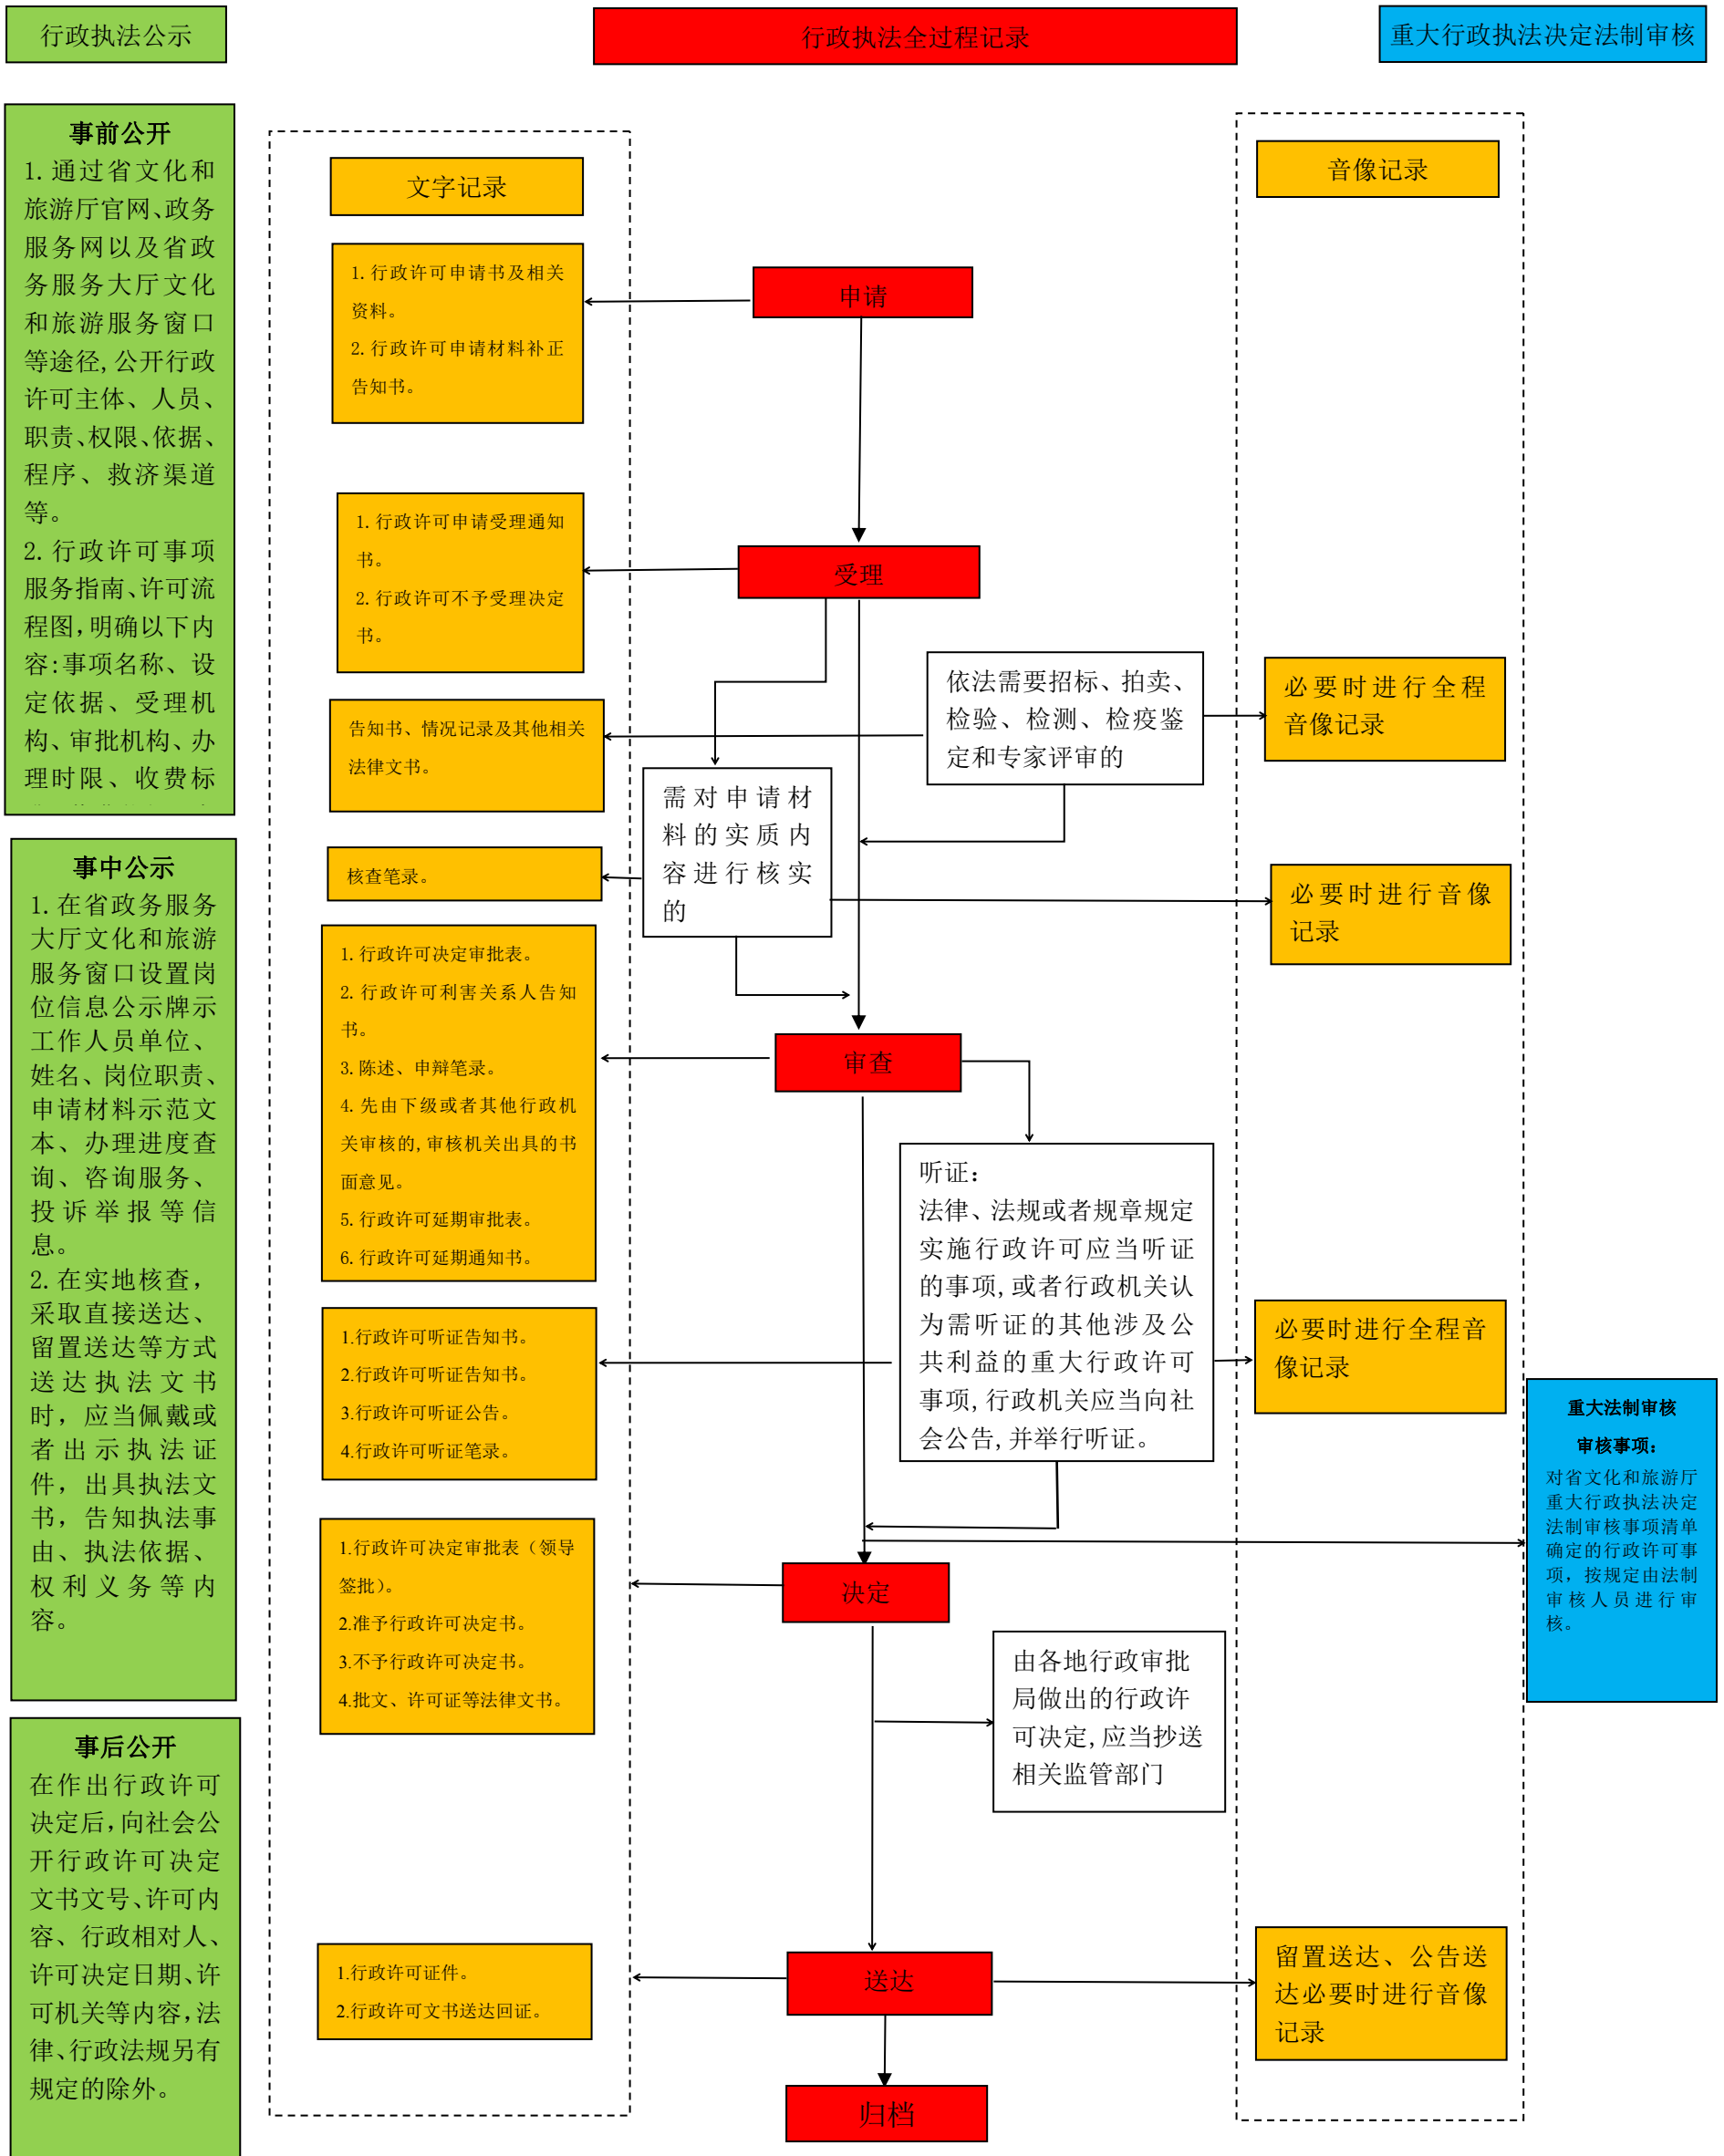 行政执法公示
行政执法全过程记录
重大行政执法决定法制审核
事前公开
1.通过省文化和
旅游厅官网、政务
服务网以及省政
务服务大厅文化
和旅游服务窗口
等途径,公开行政
许可主体、人员、
职责、权限、依据、
程序、救济渠道
等。
2.行政许可事项
服务指南、许可流
程图,明确以下内
容:事项名称、设
定依据、受理机
构、审批机构、办
理时限、收费标
事中公示
1.在省政务服务
大厅文化和旅游
服务窗口设置岗
位信息公示牌示
工作人员单位、
姓名、岗位职责、
申请材料示范文
本、办理进度查
询、咨询服务、
投诉举报等信
息。
2.在实地核查，
采取直接送达、
留置送达等方式
送达执法文书
时，应当佩戴或
者出示执法证
件，出具执法文
书，告知执法事
由、执法依据、
权利义务等内
容。
事后公开
在作出行政许可
决定后,向社会公
开行政许可决定
文书文号、许可内
容、行政相对人、
许可决定日期、许
可机关等内容,法
律、行政法规另有
规定的除外。
文字记录
1.行政许可申请书及相关
资料。
2.行政许可申请材料补正
告知书。
1.行政许可申请受理通知
书。
2.行政许可不予受理决定
书。
告知书、情况记录及其他相关
法律文书。
核查笔录。
1.行政许可决定审批表。
2.行政许可利害关系人告知
书。
3.陈述、申辩笔录。
4.先由下级或者其他行政机
关审核的,审核机关出具的书
面意见。
5.行政许可延期审批表。
6.行政许可延期通知书。
1.行政许可听证告知书。
2.行政许可听证告知书。
3.行政许可听证公告。
4.行政许可听证笔录。
1.行政许可决定审批表（领导
签批）。
2.准予行政许可决定书。
3.不予行政许可决定书。
4.批文、许可证等法律文书。
1.行政许可证件。
2.行政许可文书送达回证。
申请
受理
依法需要招标、拍卖、
检验、检测、检疫鉴
定和专家评审的
需对申请材
料的实质内
容进行核实
的
审查
听证：
法律、法规或者规章规定
实施行政许可应当听证
的事项,或者行政机关认
为需听证的其他涉及公
共利益的重大行政许可
事项,行政机关应当向社
会公告,并举行听证。
决定
由各地行政审批
局做出的行政许
可决定,应当抄送
相关监管部门
送达
归档
音像记录
必要时进行全程
音像记录
必要时进行音像
记录
必要时进行全程音
像记录
留置送达、公告送
达必要时进行音像
记录
重大法制审核
审核事项：
对省文化和旅游厅
重大行政执法决定
法制审核事项清单
确定的行政许可事
项，按规定由法制
审核人员进行审
核。